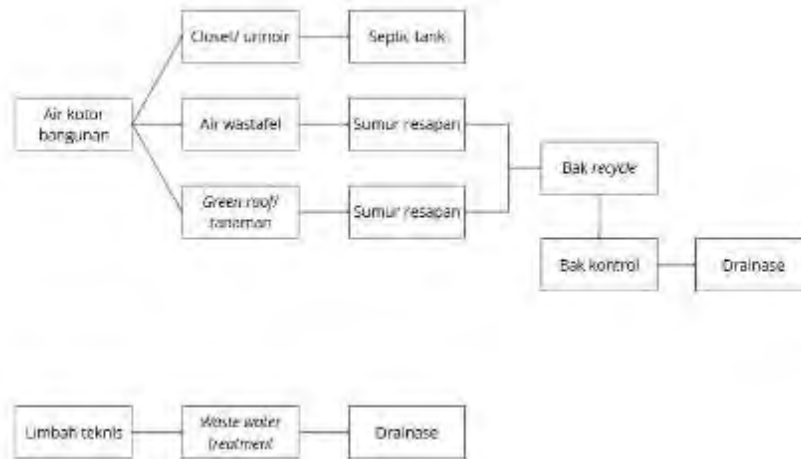 Closet/ urinoir
Septic tank
Air kotor
bangunan
Air wastafel
Sumur resapan
Bak recycle
Green roof/
tanaman
Sumur resapan
Bak kontrol
Drainase
Limbah teknis
Waste water
treatment
Drainase